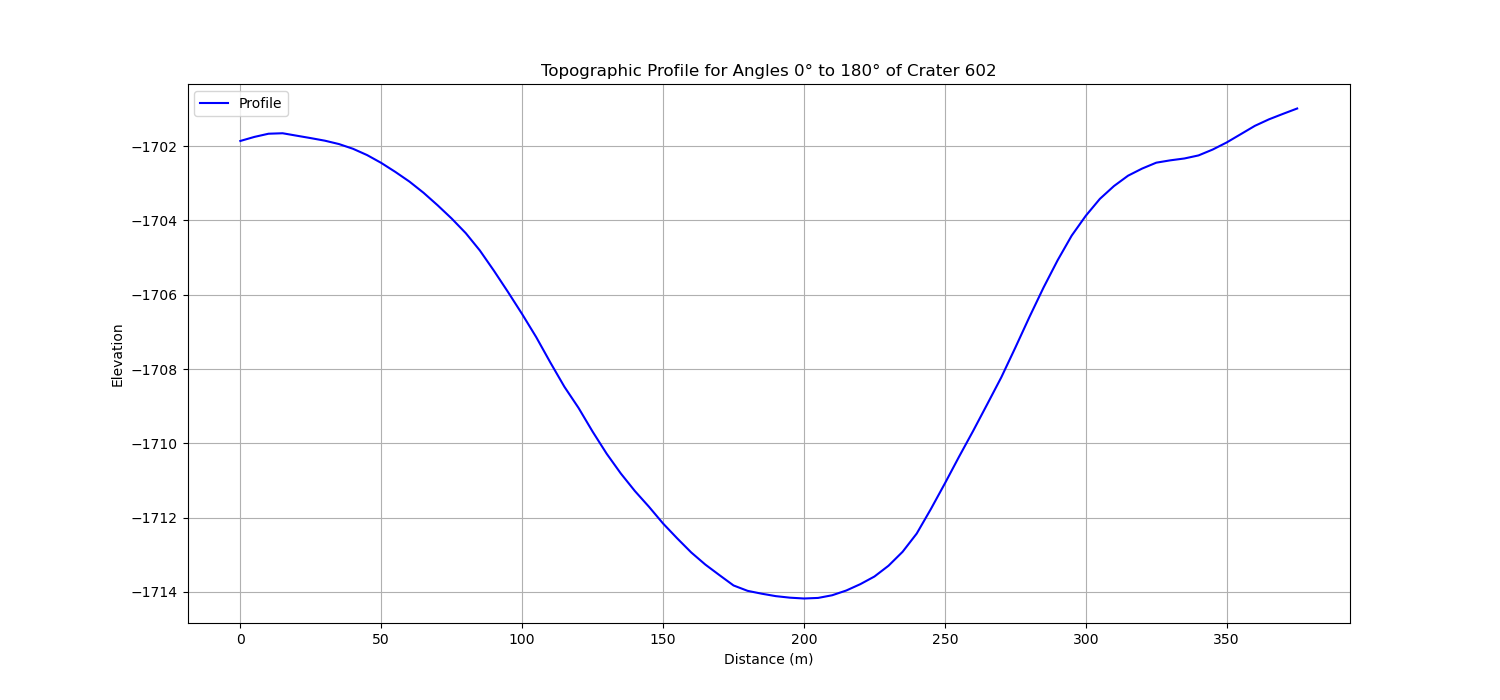 Topographic Profile for Angles 0° to 180° of Crater 602
Profile
−1702
−1704
−1706
−1708
−1710
−1712
−1714
Elevation
0 50 100 150 200 250 300 350
Distance (m)